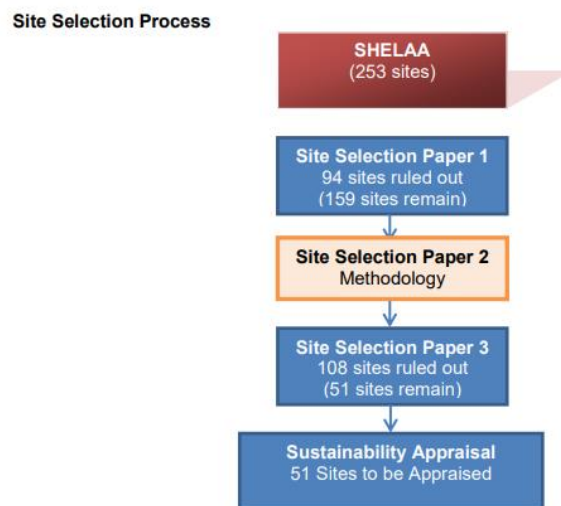 Site Selection Process
SHELAA
(253 sites)
Site Selection Paper 1
94 sites ruled out
(159 sites remain)
Site Selection Paper 2
Methodology
Site Selection Paper 3
108 sites ruled out
(51 sites remain)
Sustainability Appraisal
51 Sites to be Appraised